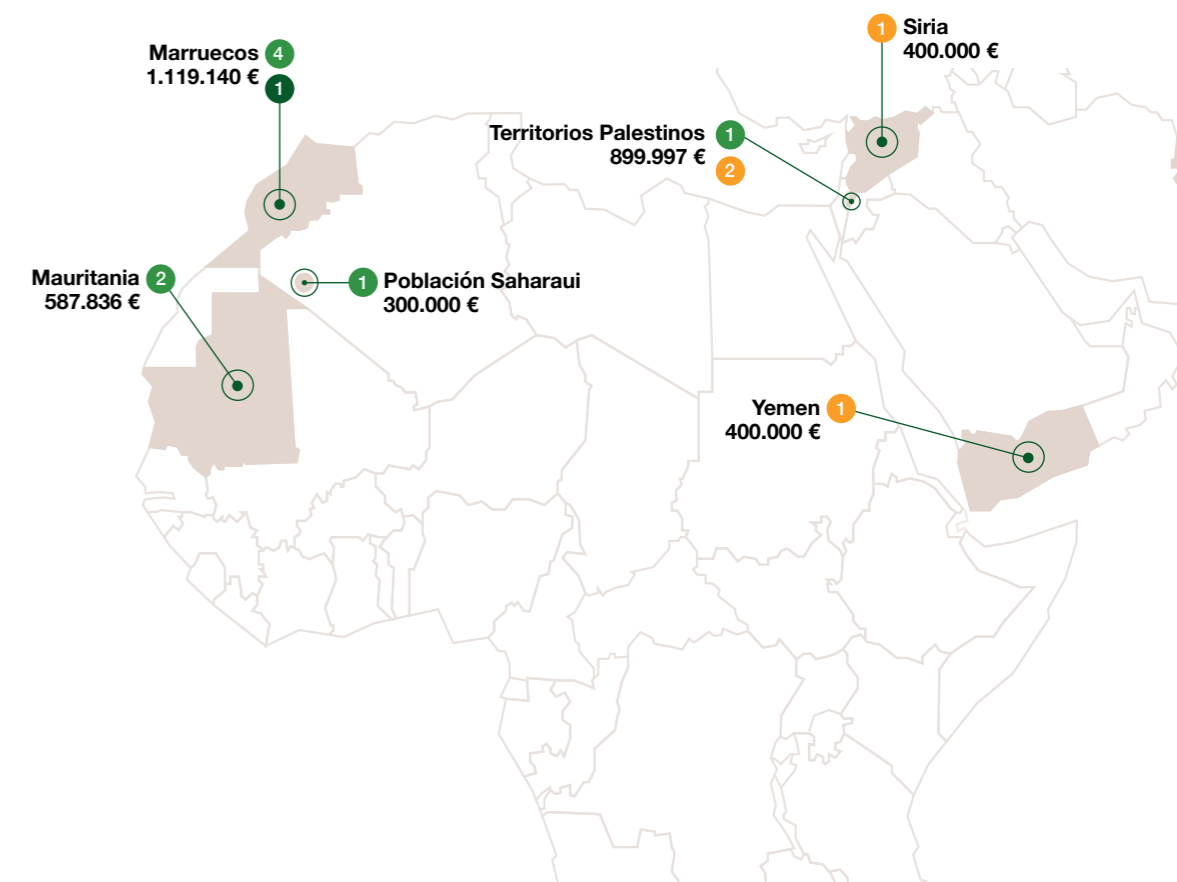 Marruecos 4
1.119.140 €
1
1 Siria
400.000 €
Territorios Palestinos 1
899.997 €
2
Mauritania 2
587.836 €
1 Población Saharaui
300.000 €
Yemen 1
400.000 €